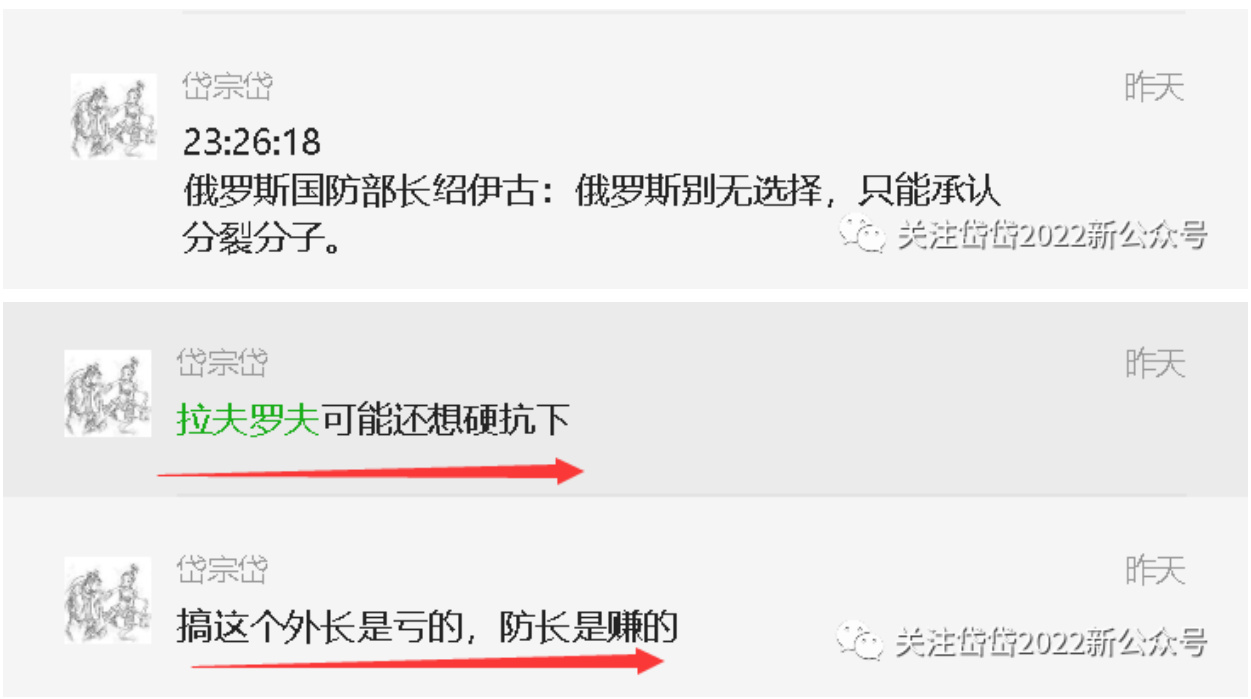 岱宗岱
昨天
23:26:18
俄罗斯国防部长绍伊古：俄罗斯别无选择，只能承认
分裂分子。
关注岱岱2022新公众号
岱宗岱
昨天
拉夫罗夫可能还想硬抗下
岱宗岱
昨天
搞这个外长是亏的，防长是赚的
关注岱岱2022新公众号